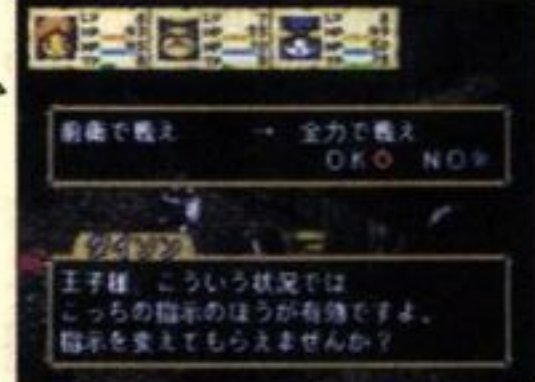 前衛で戦え → 全力で戦え
OK○ NO×
王子様、こういう状況では
こっちの指示のほうが有効ですよ。
指示を変えてもらえませんか?